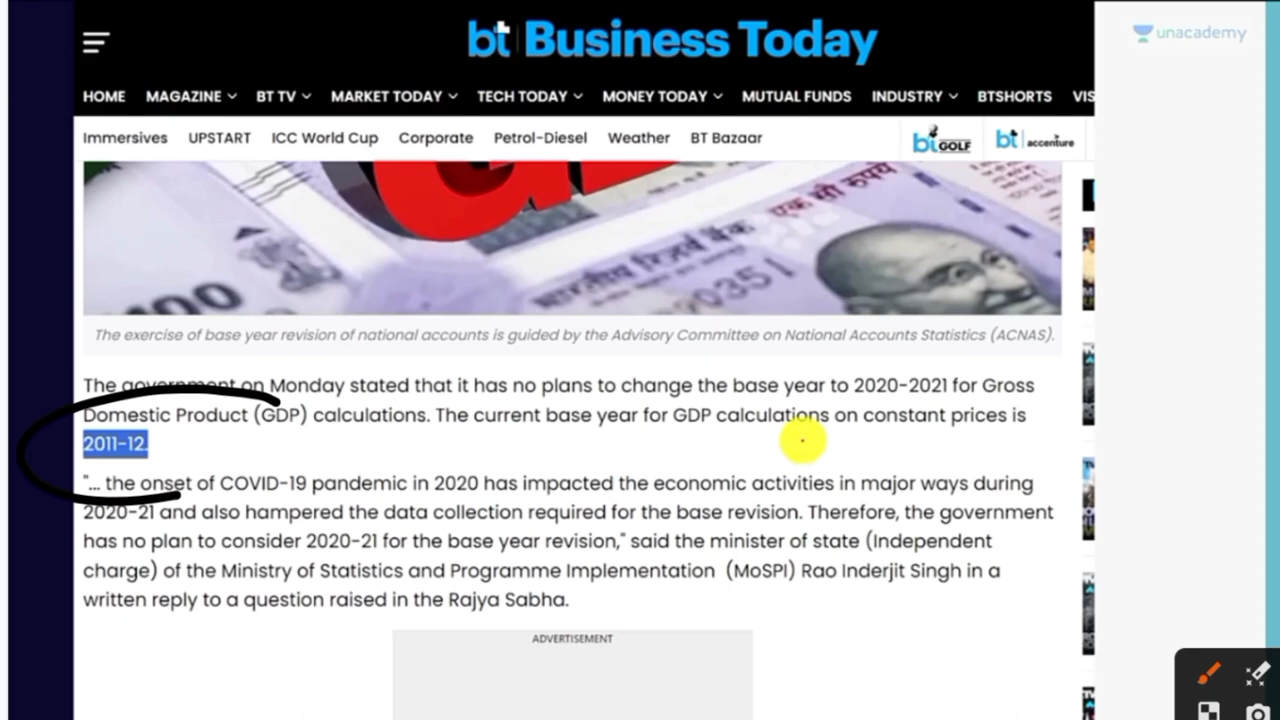 bt Business Today
unacademy
HOME MAGAZINE BT TV MARKET TODAY TECH TODAY MONEY TODAY MUTUAL FUNDS INDUSTRY BTSHORTS VIS
Immersives UPSTART ICC World Cup Corporate Petrol-Diesel Weather BT Bazaar bt GOLF bt accenture
एक सौ रुपय
भारतीय रिज़र्व बैंक
The exercise of base year revision of national accounts is guided by the Advisory Committee on National Accounts Statistics (ACNAS).
The government on Monday stated that it has no plans to change the base year to 2020-2021 for Gross
Domestic Product (GDP) calculations. The current base year for GDP calculations on constant prices is
2011-12.
"... the onset of COVID-19 pandemic in 2020 has impacted the economic activities in major ways during
2020-21 and also hampered the data collection required for the base revision. Therefore, the government
has no plan to consider 2020-21 for the base year revision," said the minister of state (Independent
charge) of the Ministry of Statistics and Programme Implementation (MoSPI) Rao Inderjit Singh in a
written reply to a question raised in the Rajya Sabha.
ADVERTISEMENT